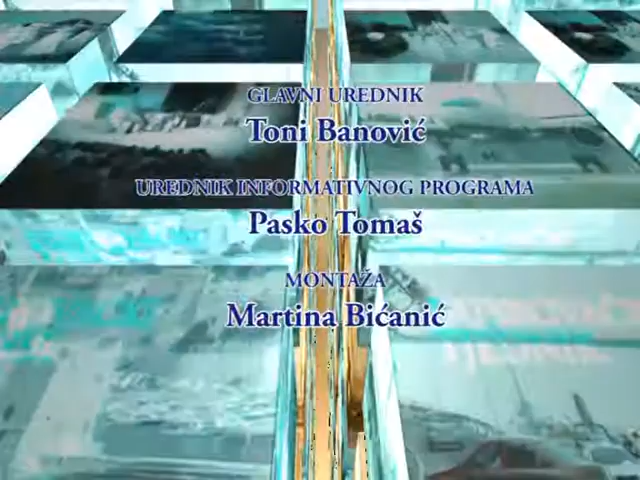 GLAVNI UREDNIK
Toni Banović
UREDNIK INFORMATIVNOG PROGRAMA
Pasko Tomaš
MONTAŽA
Martina Bićanić